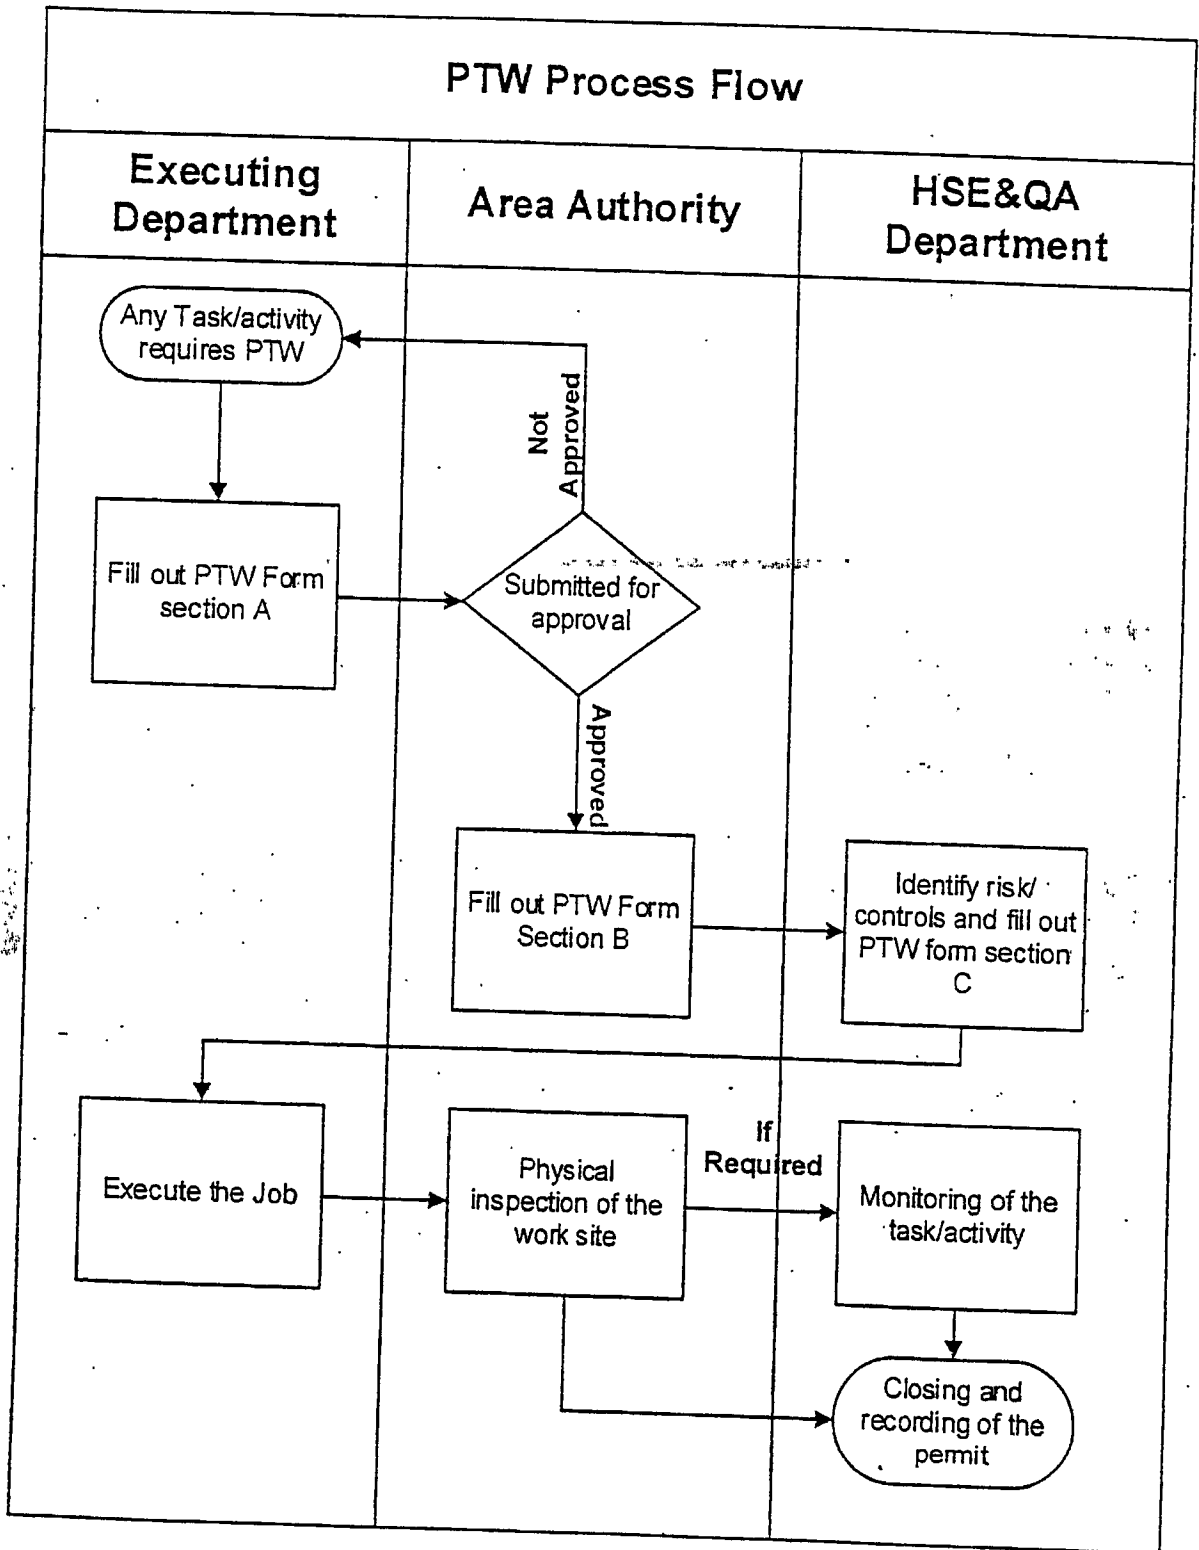 PTW Process Flow
Executing
Department
Area Authority
HSE&QA
Department
Any Task/activity
requires PTW
Not
Approved
Fill out PTW Form
section A
Submitted for
approval
Approved
Fill out PTW Form
Section B
Identify risk/
controls and fill out
PTW form section
C
Execute the Job
Physical
inspection of the
work site
If
Required
Monitoring of the
task/activity
Closing and
recording of the
permit